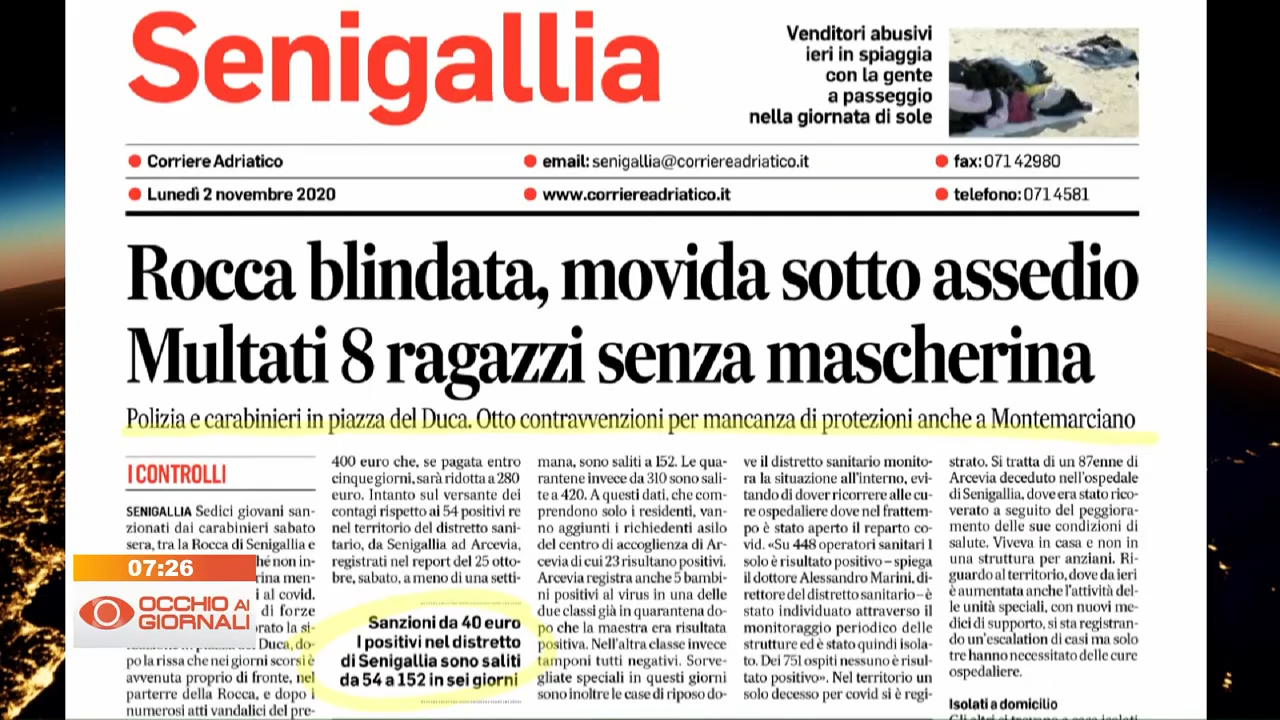 Senigallia
Venditori abusivi
ieri in spiaggia
con la gente
a passeggio
nella giornata di sole
Corriere Adriatico
email: senigallia@corriereadriatico.it
fax: 071 42980
Lunedì 2 novembre 2020
www.corriereadriatico.it
telefono: 071 4581
Rocca blindata, movida sotto assedio
Multati 8 ragazzi senza mascherina
Polizia e carabinieri in piazza del Duca. Otto contravvenzioni per mancanza di protezioni anche a Montemarciano
I CONTROLLI
SENIGALLIA Sedici giovani san-
zionati dai carabinieri sabato
sera, tra la Rocca di Senigallia e
hé non in-
rina men-
i al covid.
di forze
orato la si-
Duca, do-
po la rissa che nei giorni scorsi è
avvenuta proprio di fronte, nel
parterre della Rocca, e dopo i
numerosi atti vandalici del pre-
400 euro che, se pagata entro
cinque giorni, sarà ridotta a 280
euro. Intanto sul versante dei
contagi rispetto ai 54 positivi re
nel territorio del distretto sani-
tario, da Senigallia ad Arcevia,
registrati nel report del 25 otto-
bre, sabato, a meno di una setti-
Sanzioni da 40 euro
I positivi nel distretto
di Senigallia sono saliti
da 54 a 152 in sei giorni
mana, sono saliti a 152. Le qua-
rantene invece da 310 sono sali-
te a 420. A questi dati, che com-
prendono solo i residenti, van-
no aggiunti i richiedenti asilo
del centro di accoglienza di Ar-
cevia di cui 23 risultano positivi.
Arcevia registra anche 5 bambi-
ni positivi al virus in una delle
due classi già in quarantena do-
po che la maestra era risultata
positiva. Nell'altra classe invece
tamponi tutti negativi. Sorve-
gliate speciali in questi giorni
sono inoltre le case di riposo do-
ve il distretto sanitario monito-
ra la situazione all'interno, evi-
tando di dover ricorrere alle cu-
re ospedaliere dove nel frattem-
po è stato aperto il reparto co-
vid. «Su 448 operatori sanitari 1
solo è risultato positivo – spiega
il dottore Alessandro Marini, di-
rettore del distretto sanitario – è
stato individuato attraverso il
monitoraggio periodico delle
strutture ed è stato quindi isola-
to. Dei 751 ospiti nessuno è risul-
tato positivo». Nel territorio un
solo decesso per covid si è regi-
strato. Si tratta di un 87enne di
Arcevia deceduto nell'ospedale
di Senigallia, dove era stato rico-
verato a seguito del peggiora-
mento delle sue condizioni di
salute. Viveva in casa e non in
una struttura per anziani. Ri-
guardo al territorio, dove da ieri
è aumentata anche l'attività del-
le unità speciali, con nuovi me-
dici di supporto, si sta registran-
do un'escalation di casi ma solo
tre hanno necessitato delle cure
ospedaliere.
Isolati a domicilio
07:26
OCCHIO AI
GIORNALI